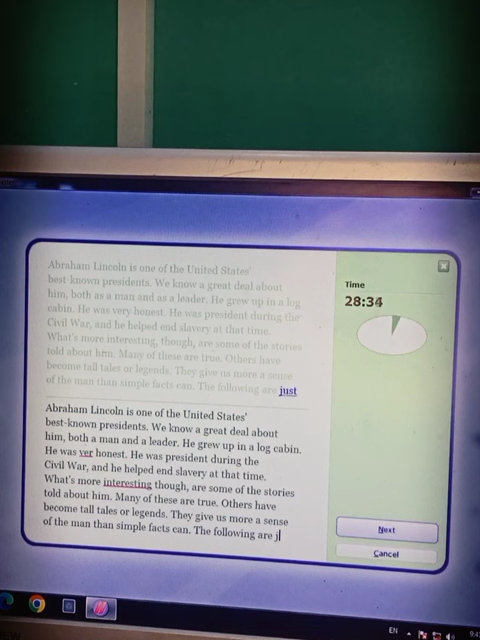 Abraham Lincoln is one of the United States'
best-known presidents. We know a great deal about
him, both as a man and as a leader. He grew up in a log
cabin. He was very honest. He was president during the
Civil War, and he helped end slavery at that time.
What's more interesting, though, are some of the stories
told about him. Many of these are true. Others have
become tall tales or legends. They give us more a sense
of the man than simple facts can. The following are just
Abraham Lincoln is one of the United States'
best-known presidents. We know a great deal about
him, both a man and a leader. He grew up in a log cabin.
He was ver honest. He was president during the
Civil War, and he helped end slavery at that time.
What's more interesting though, are some of the stories
told about him. Many of these are true. Others have
become tall tales or legends. They give us more a sense
of the man than simple facts can. The following are j
Time
28:34
Next
Cancel
EN